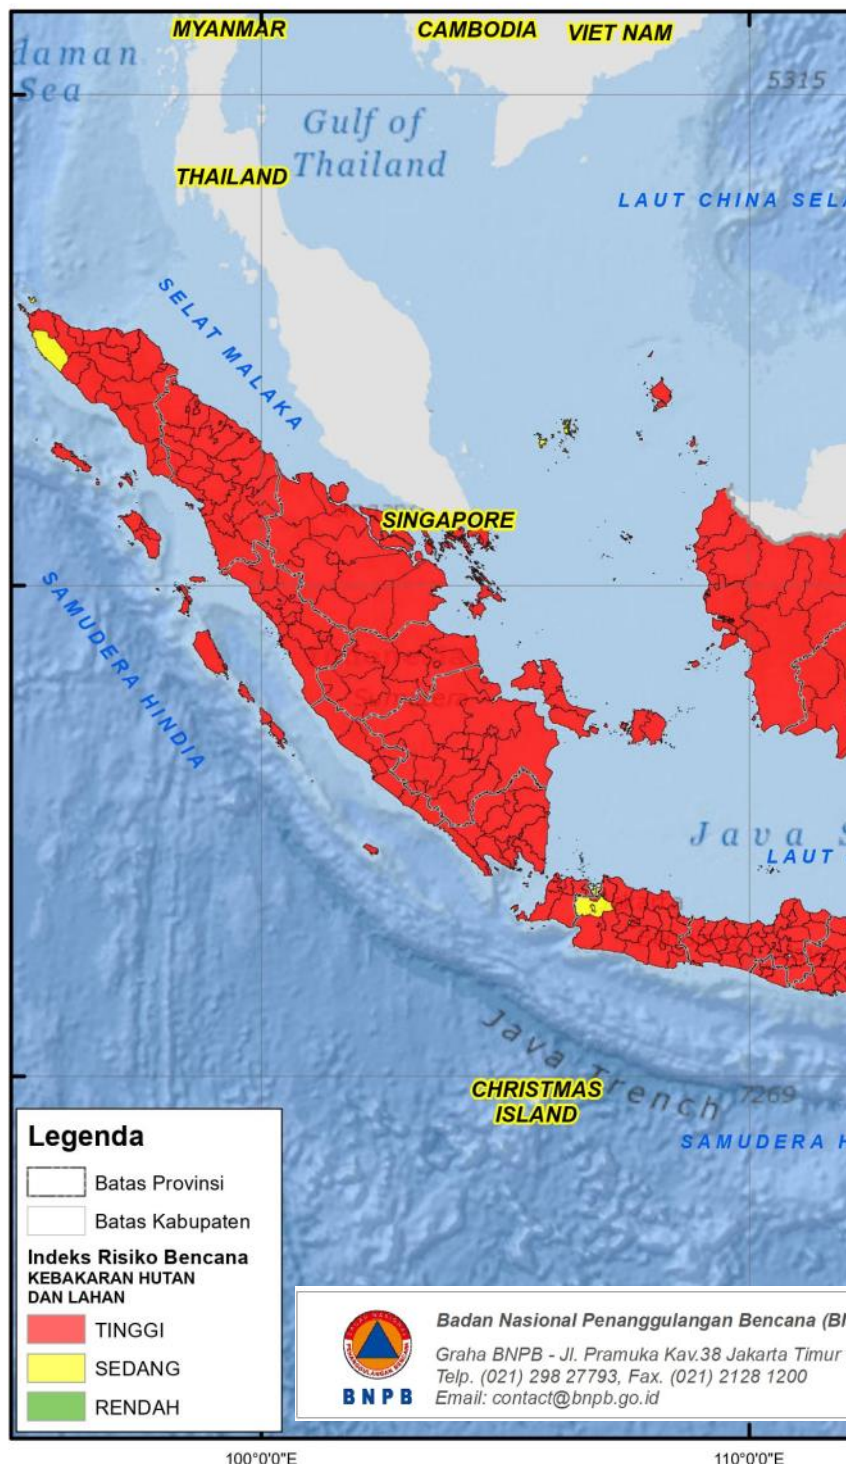 MYANMAR
CAMBODIA
VIET NAM
daman
Sea
5315
Gulf of
Thailand
THAILAND
LAUT CHINA SELA
SELAT MALAKA
SINGAPORE
SAMUDERA HINDIA
Java S
LAUT
Java Trench
7269
CHRISTMAS
ISLAND
SAMUDERA H
Legenda
Batas Provinsi
Batas Kabupaten
Indeks Risiko Bencana
KEBAKARAN HUTAN
DAN LAHAN
TINGGI
SEDANG
RENDAH
BNPB
Badan Nasional Penanggulangan Bencana (BN
Graha BNPB - Jl. Pramuka Kav.38 Jakarta Timur
Telp. (021) 298 27793, Fax. (021) 2128 1200
Email: contact@bnpb.go.id
100°0'0"E
110°0'0"E